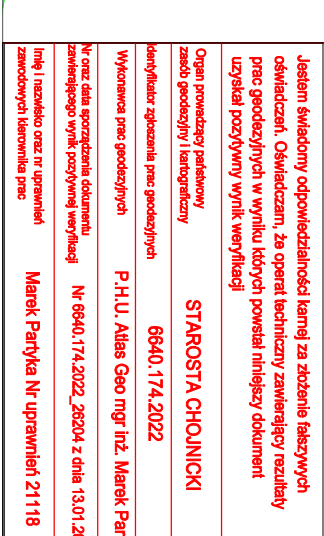 Jestem świadomy odpowiedzialności karnej za złożenie fałszywych
oświadczeń. Oświadczam, że operat techniczny zawierający rezultaty
prac geodezyjnych w wyniku których powstał niniejszy dokument
uzyskał pozytywny wynik weryfikacji
Organ prowadzący państwowy
zasób geodezyjny i kartograficzny
STAROSTA CHOJNICKI
Identyfikator zgłoszenia prac geodezyjnych
6640.174.2022
Wykonawca prac geodezyjnych
P.H.U. Atlas Geo mgr inż. Marek Par
Nr oraz data sporządzenia dokumentu
zawierającego wynik pozytywnej weryfikacji
Nr 6640.174.2022_26204 z dnia 13.01.20
Imię i nazwisko oraz nr uprawnień
zawodowych kierownika prac
Marek Partyka Nr uprawnień 21118